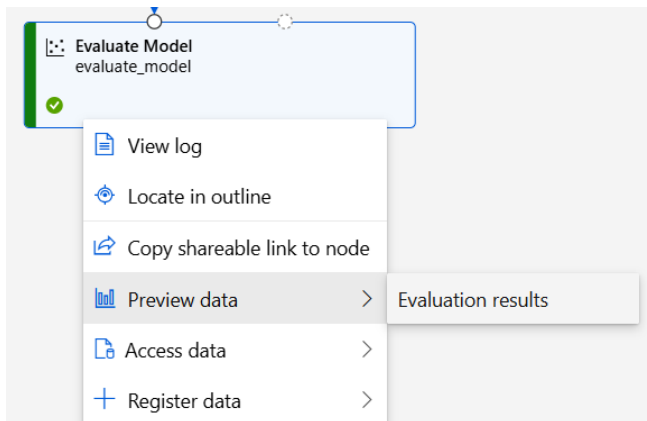 Evaluate Model
evaluate_model
View log
Locate in outline
Copy shareable link to node
Preview data
Evaluation results
Access data
Register data